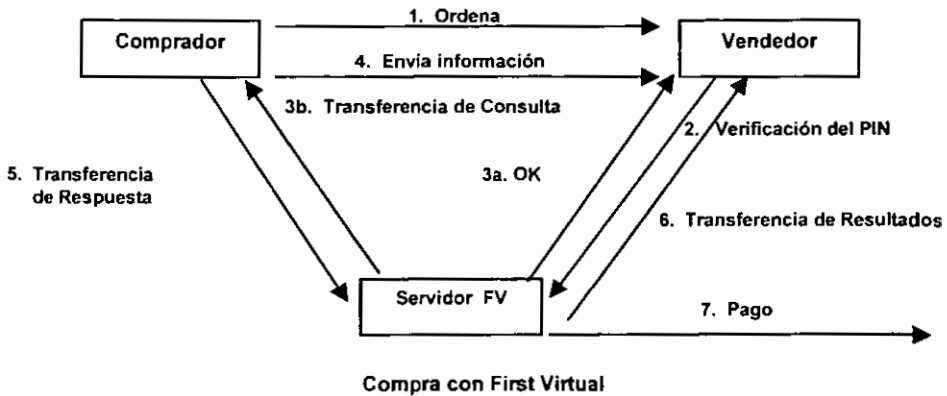 1. Ordena
Comprador
Vendedor
4. Envía información
3b. Transferencia de Consulta
2. Verificación del PIN
5. Transferencia
de Respuesta
3a. OK
6. Transferencia de Resultados
Servidor FV
7. Pago
Compra con First Virtual